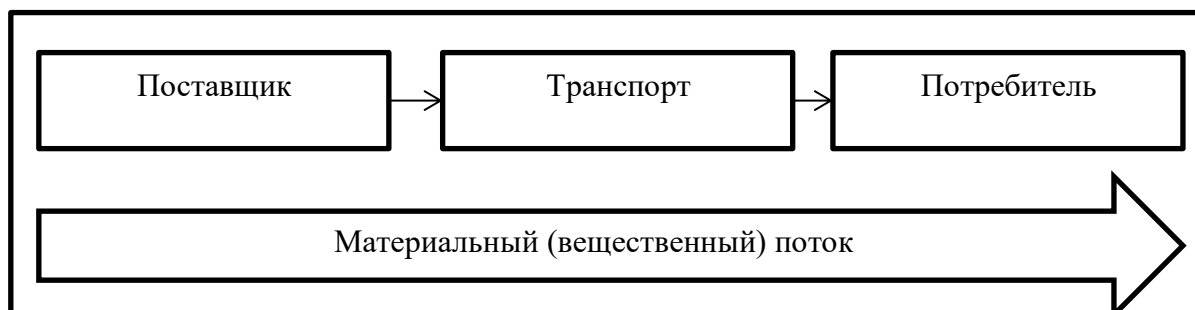 Поставщик
Транспорт
Потребитель
Материальный (вещественный) поток